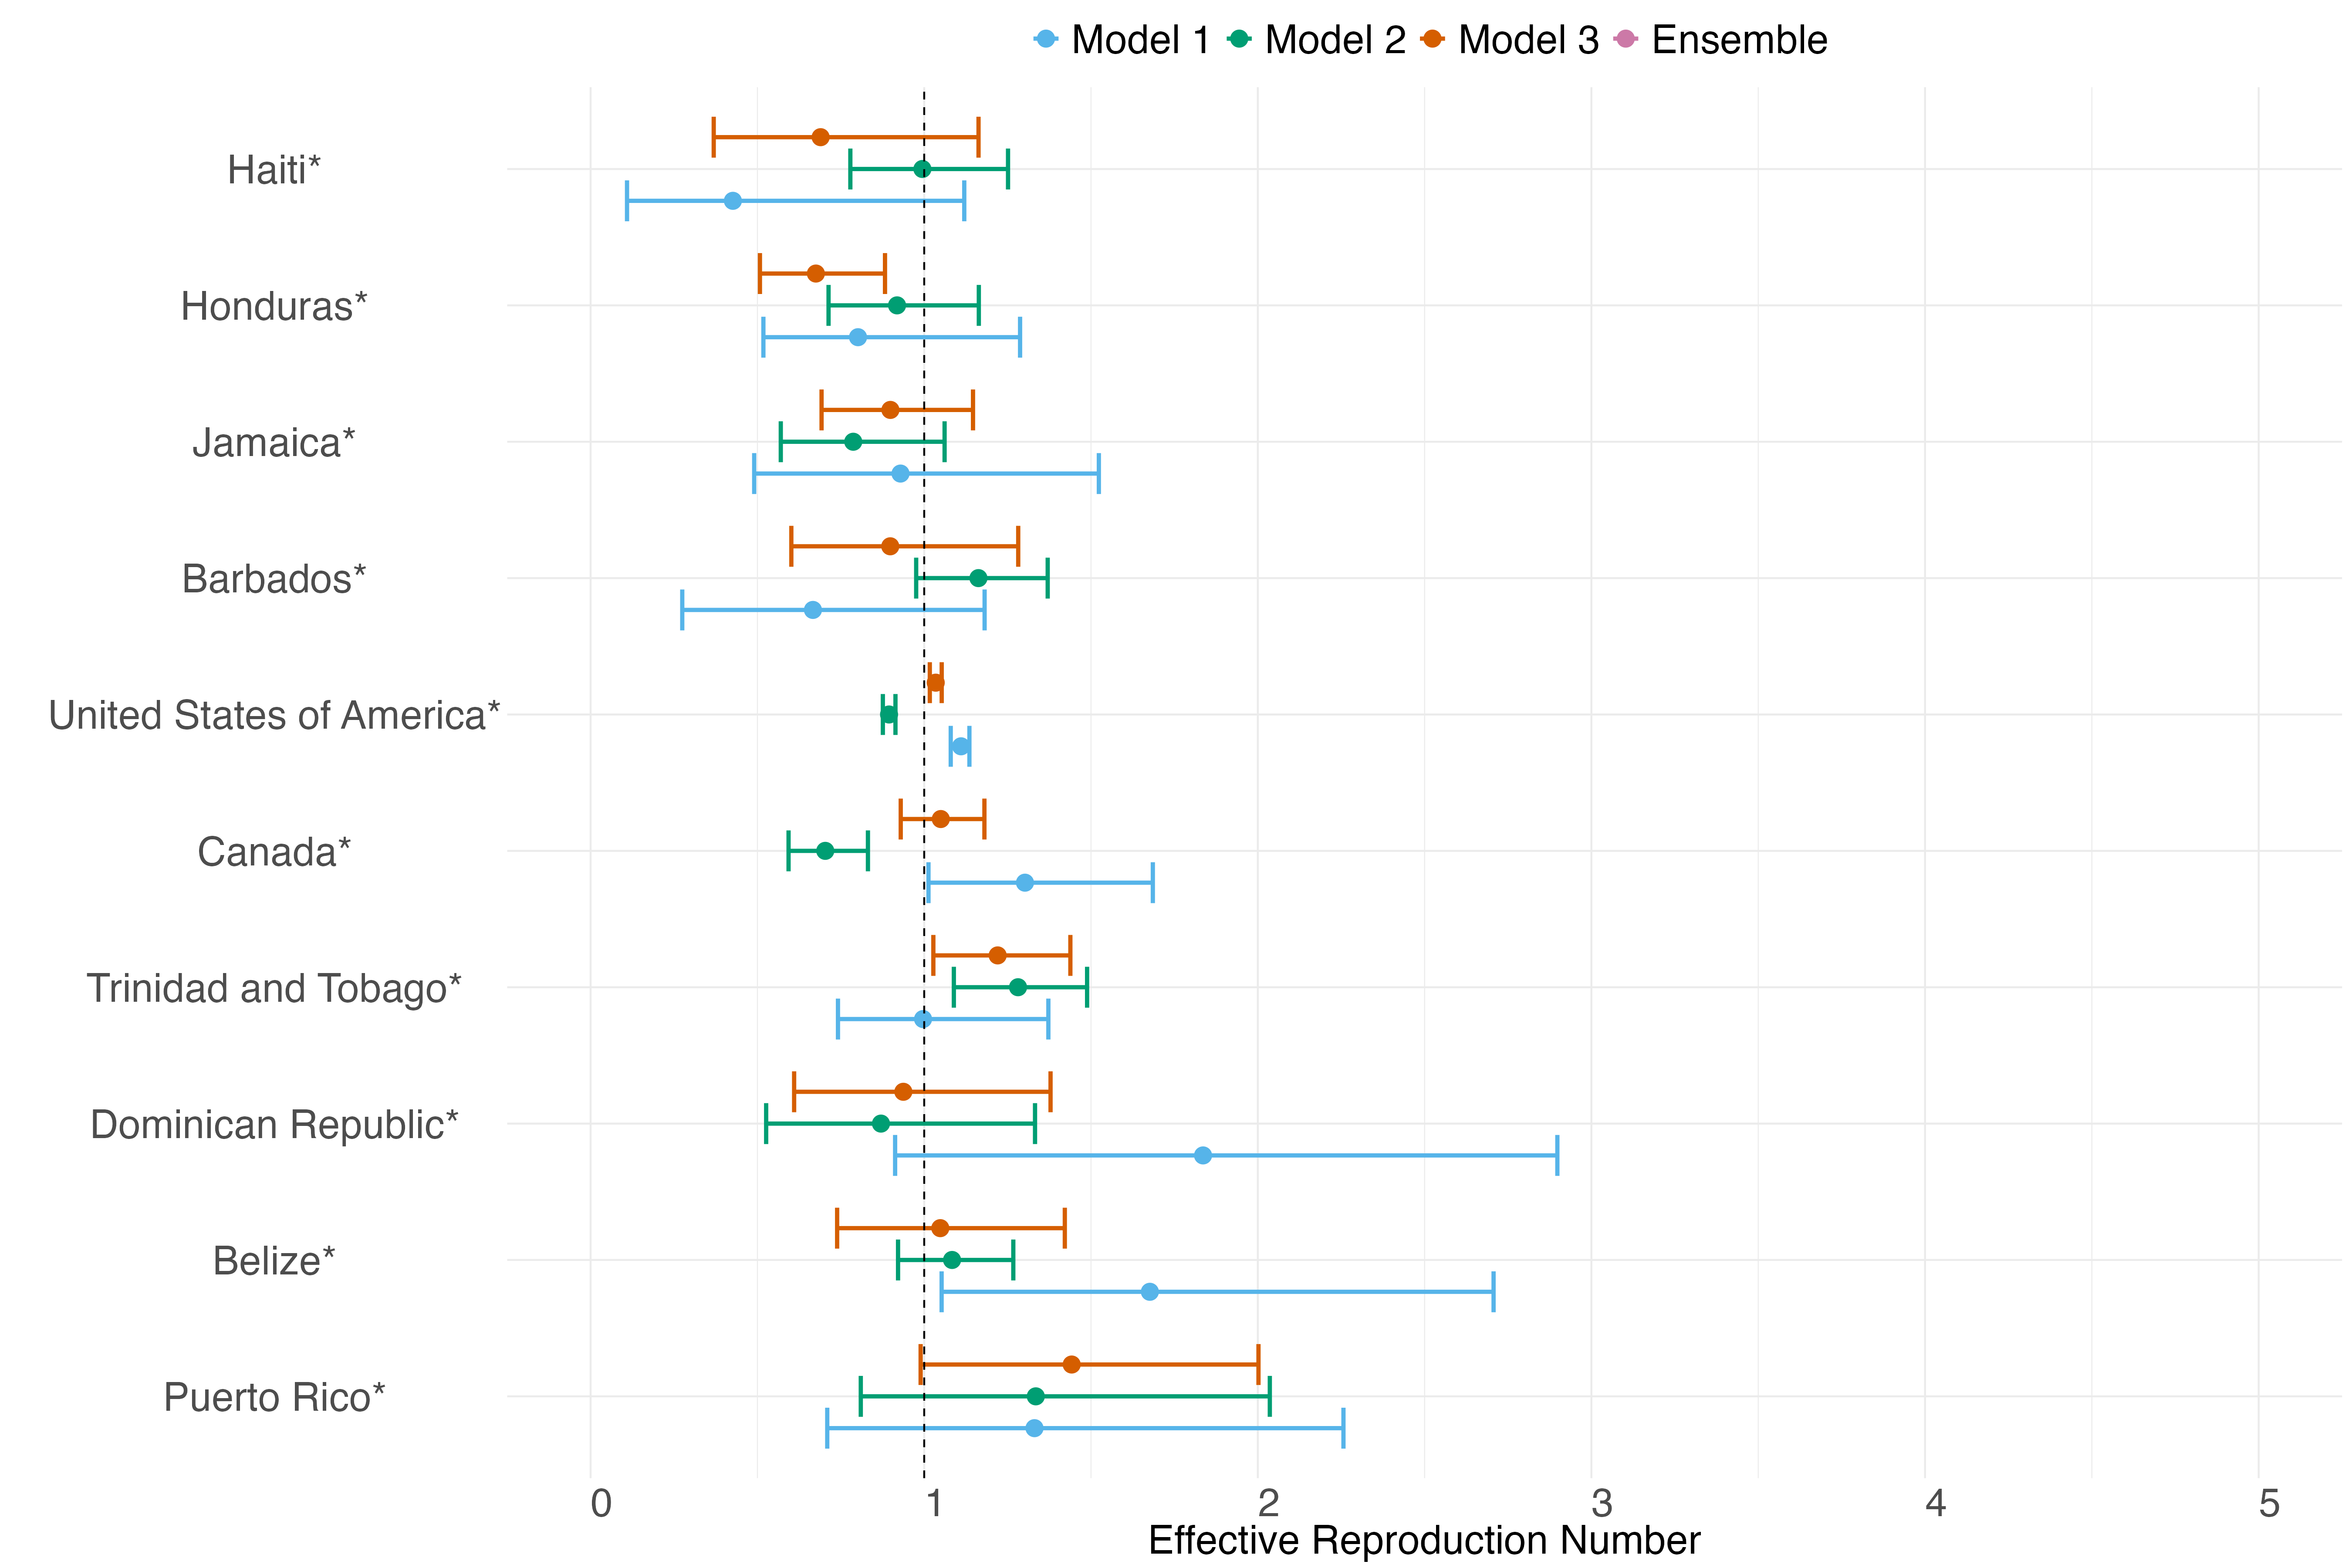 Model 1 Model 2 Model 3 Ensemble
Haiti*
Honduras*
Jamaica*
Barbados*
United States of America*
Canada*
Trinidad and Tobago*
Dominican Republic*
Belize*
Puerto Rico*
0 1 2 3 4 5
Effective Reproduction Number